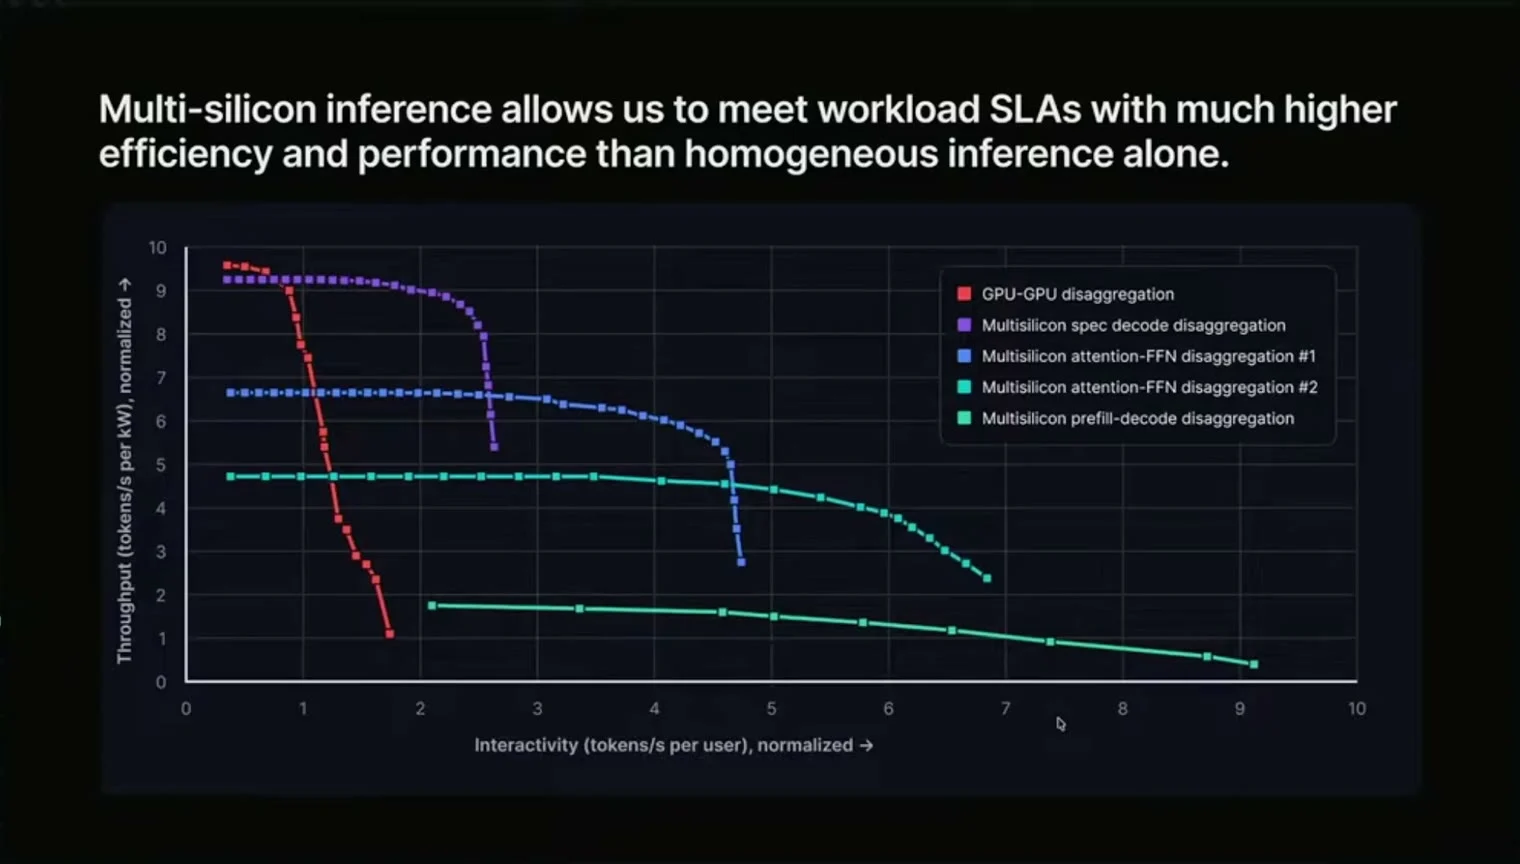 Multi-silicon inference allows us to meet workload SLAs with much higher
efficiency and performance than homogeneous inference alone.
Throughput (tokens/s per kW), normalized →
10
9
8
7
6
5
4
3
2
1
0
GPU-GPU disaggregation
Multisilicon spec decode disaggregation
Multisilicon attention-FFN disaggregation #1
Multisilicon attention-FFN disaggregation #2
Multisilicon prefill-decode disaggregation
0 1 2 3 4 5 6 7 8 9 10
Interactivity (tokens/s per user), normalized →